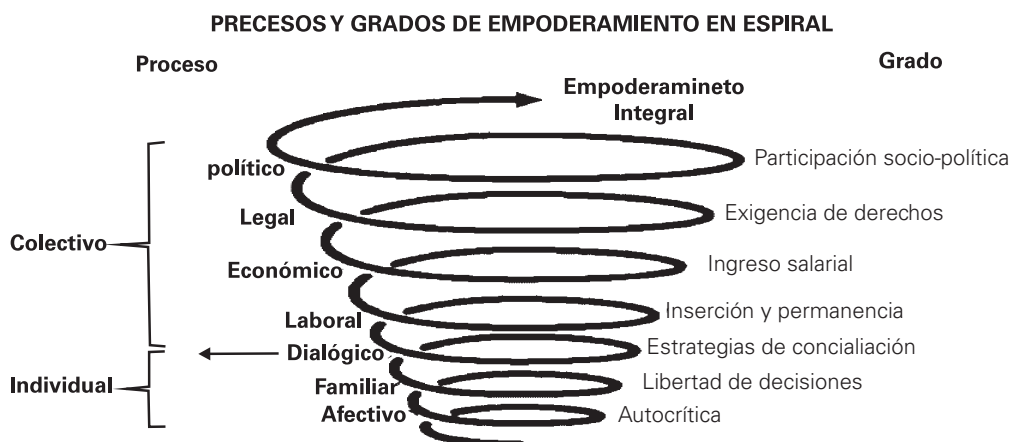 PRECESOS Y GRADOS DE EMPODERAMIENTO EN ESPIRAL
Proceso
Grado
Empoderamineto
Integral
político
Participación socio-política
Legal
Exigencia de derechos
Colectivo
Económico
Ingreso salarial
Laboral
Inserción y permanencia
Dialógico
Estrategias de concialiación
Individual
Familiar
Libertad de decisiones
Afectivo
Autocrítica